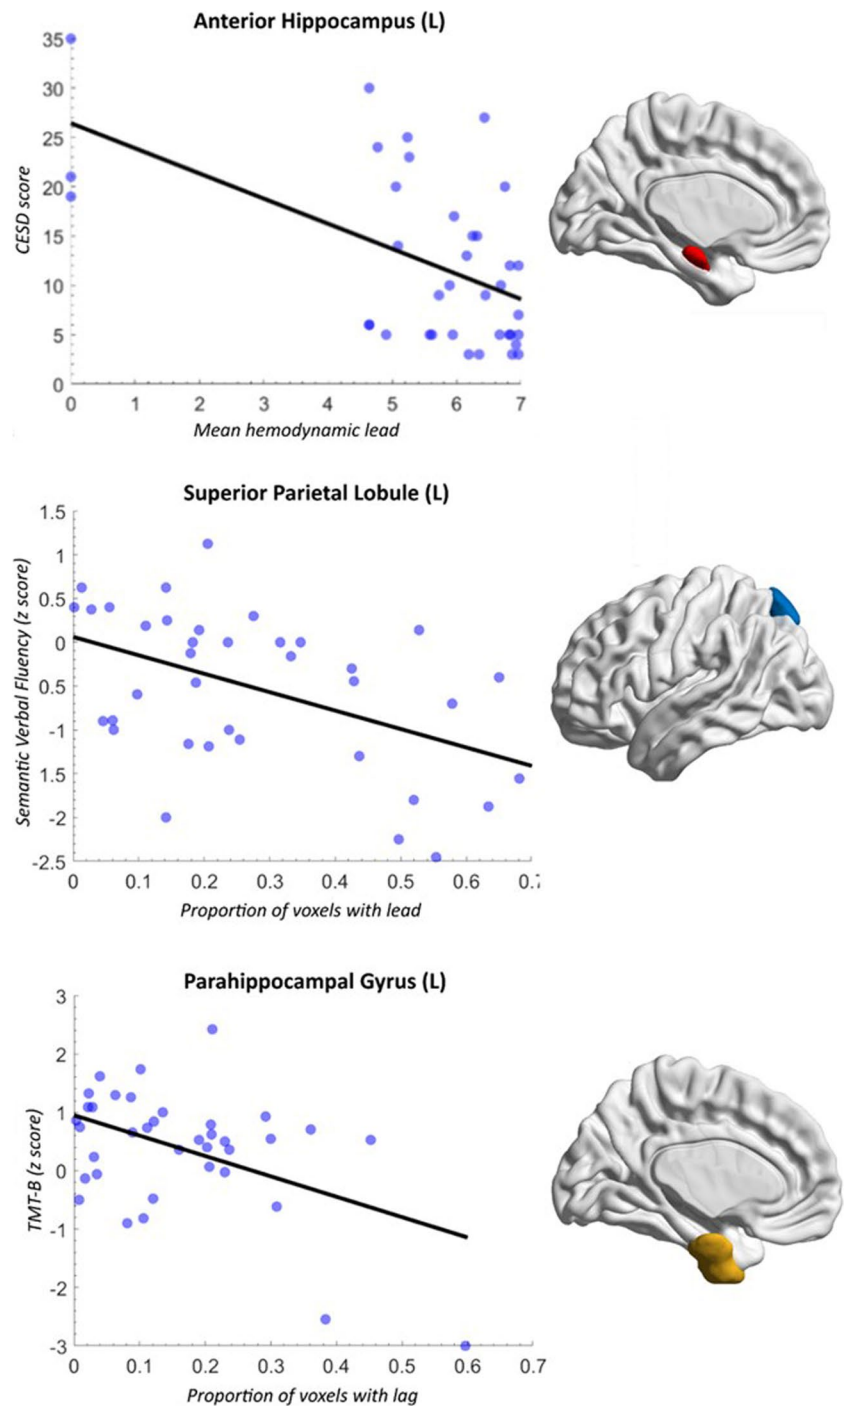 Anterior Hippocampus (L)
35
30
25
20
15
10
5
0
CESD score
0 1 2 3 4 5 6 7
Mean hemodynamic lead
Superior Parietal Lobule (L)
1.5
1
0.5
0
0.5
-1
1.5
-2
-2.5
Semantic Verbal Fluency (z score)
0 0.1 0.2 0.3 0.4 0.5 0.6 0.7
Proportion of voxels with lead
Parahippocampal Gyrus (L)
3
2
1
0
-1
-2
-3
TMT-B (z score)
0 0.1 0.2 0.3 0.4 0.5 0.6 0.7
Proportion of voxels with lag